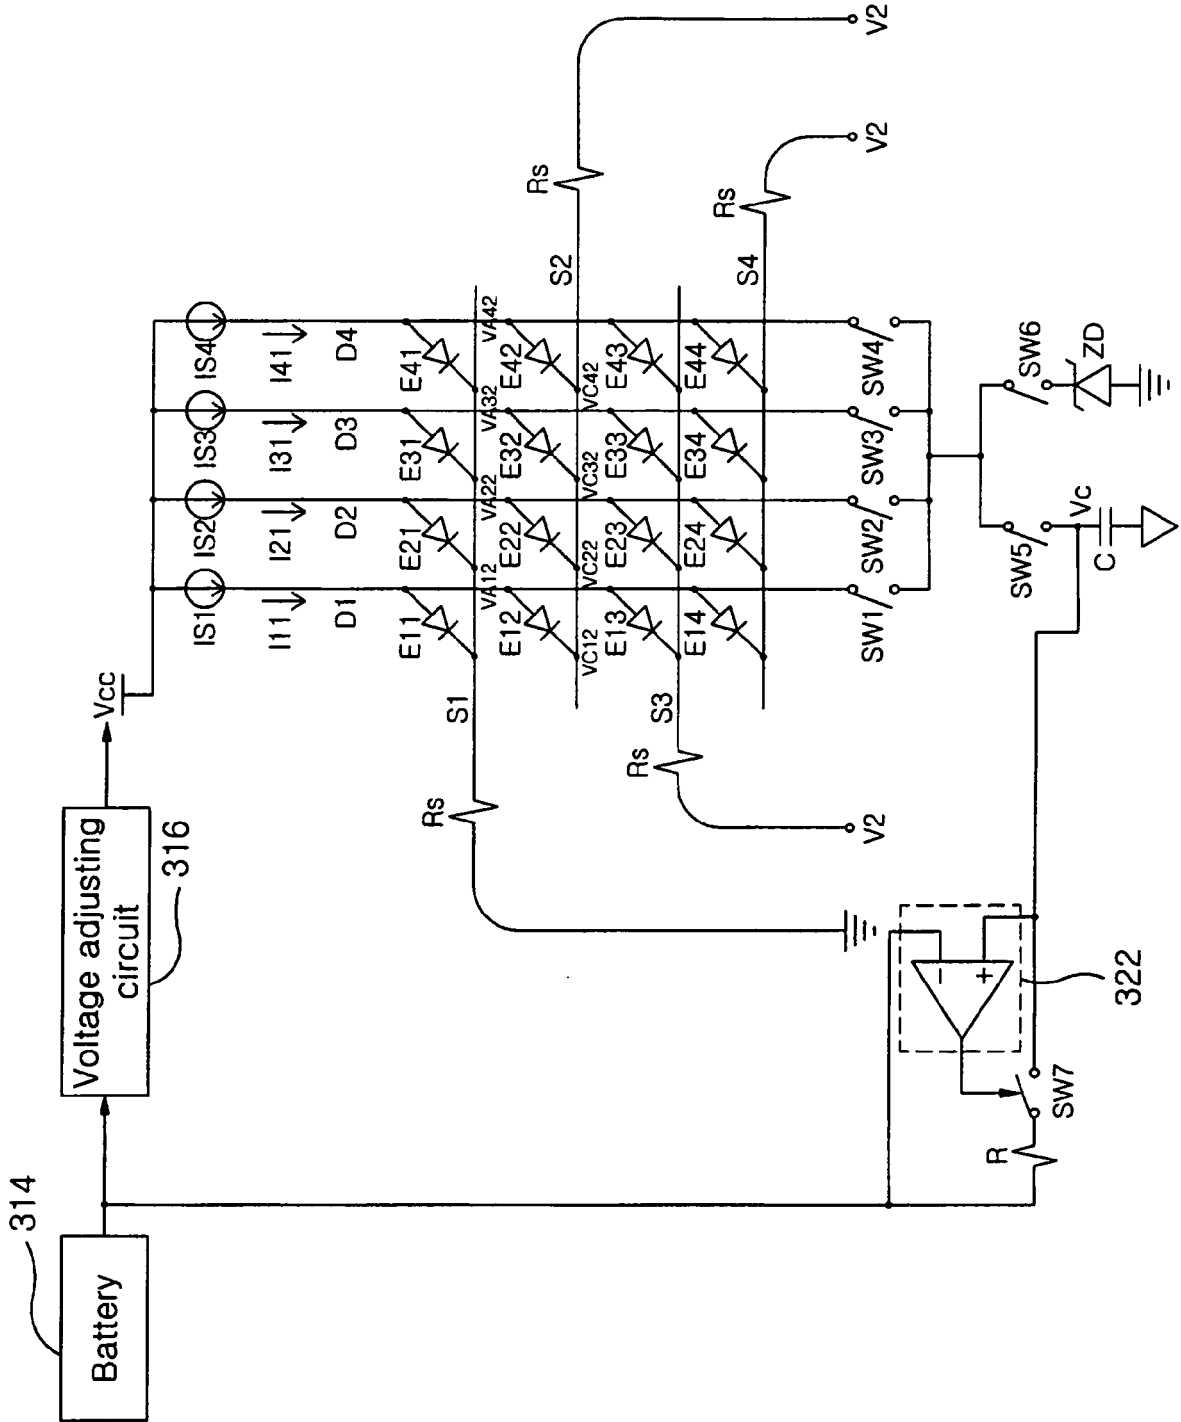 314
Battery
Voltage adjusting
circuit
316
Vcc
IS1
IS2
IS3
IS4
I11
I21
I31
I41
D1
D2
D3
D4
E11
E21
E31
E41
S1
VA12
VA22
VA32
VA42
E12
E22
E32
E42
S2
VC12
VC22
VC32
VC42
E13
E23
E33
E43
S3
E14
E24
E34
E44
S4
Rs
Rs
Rs
Rs
V2
V2
V2
SW1
SW2
SW3
SW4
SW5
SW6
Vc
C
ZD
−
+
322
SW7
R